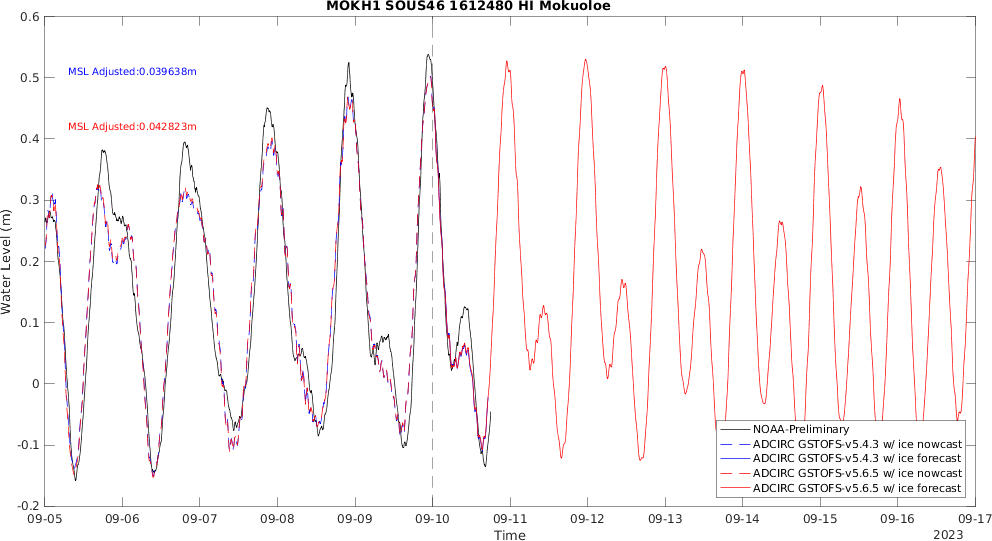 MOKH1 SOUS46 1612480 HI Mokuoloe
0.6
0.5
0.4
0.3
0.2
0.1
0
-0.1
-0.2
Water Level (m)
MSL Adjusted:0.039638m
MSL Adjusted:0.042823m
NOAA-Preliminary
ADCIRC GSTOFS-v5.4.3 w/ ice nowcast
ADCIRC GSTOFS-v5.4.3 w/ ice forecast
ADCIRC GSTOFS-v5.6.5 w/ ice nowcast
ADCIRC GSTOFS-v5.6.5 w/ ice forecast
09-05 09-06 09-07 09-08 09-09 09-10 09-11 09-12 09-13 09-14 09-15 09-16 09-17
Time
2023